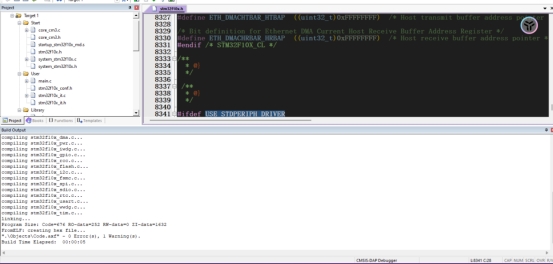 Project
Target 1
Start
core_cm3.c
core_cm3.h
startup_stm32f10x_md.s
stm32f10x.h
system_stm32f10x.c
system_stm32f10x.h
User
main.c
stm32f10x_conf.h
stm32f10x_it.c
stm32f10x_it.h
Library
Project Books Functions Templates
stm32f10x.h
8327 #define ETH_DMACHTBAR_HTBAP ((uint32_t)0xFFFFFFFF) /* Host transmit buffer address pointer
8328
8329 /* Bit definition for Ethernet DMA Current Host Receive Buffer Address Register */
8330 #define ETH_DMACHRBAR_HRBAP ((uint32_t)0xFFFFFFFF) /* Host receive buffer address pointer *
8331 #endif /* STM32F10X_CL */
8332
8333 /**
8334 * @}
8335 */
8336
8337 /**
8338 * @}
8339 */
8340
8341 #ifdef USE_STDPERIPH_DRIVER
Build Output
compiling stm32f10x_dma.c...
compiling stm32f10x_pwr.c...
compiling stm32f10x_iwdg.c...
compiling stm32f10x_gpio.c...
compiling stm32f10x_rcc.c...
compiling stm32f10x_flash.c...
compiling stm32f10x_i2c.c...
compiling stm32f10x_fsmc.c...
compiling stm32f10x_spi.c...
compiling stm32f10x_sdio.c...
compiling stm32f10x_rtc.c...
compiling stm32f10x_usart.c...
compiling stm32f10x_wwdg.c...
compiling stm32f10x_tim.c...
linking...
Program Size: Code=676 RO-data=252 RW-data=0 ZI-data=1632
FromELF: creating hex file...
".\Objects\Code.axf" - 0 Error(s), 1 Warning(s).
Build Time Elapsed: 00:00:05
CMSIS-DAP Debugger
L:8341 C:28
CAP NUM SCRL OVR R/W